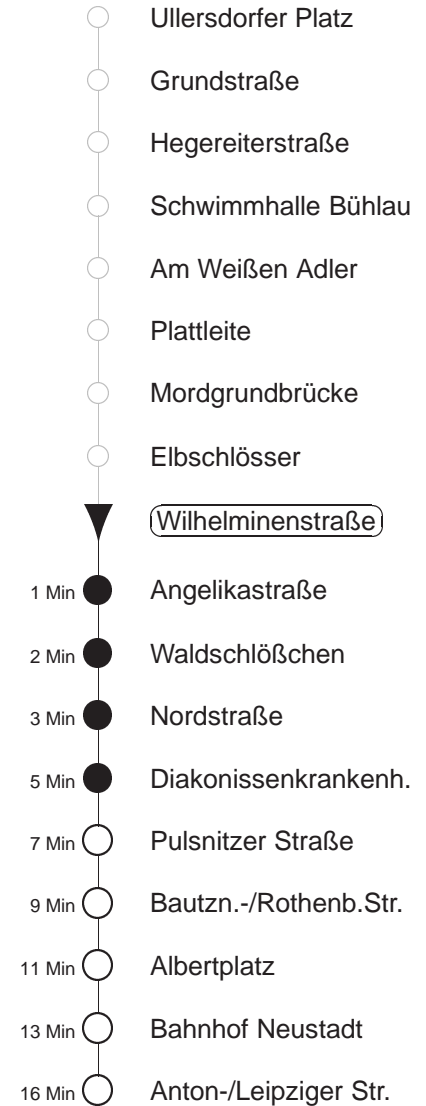 Ullersdorfer Platz
Grundstraße
Hegereiterstraße
Schwimmhalle Bühlau
Am Weißen Adler
Plattleite
Mordgrundbrücke
Elbschlösser
Wilhelminenstraße
1 Min Angelikastraße
2 Min Waldschlößchen
3 Min Nordstraße
5 Min Diakonissenkrankenh.
7 Min Pulsnitzer Straße
9 Min Bautzn.-/Rothenb.Str.
11 Min Albertplatz
13 Min Bahnhof Neustadt
16 Min Anton-/Leipziger Str.